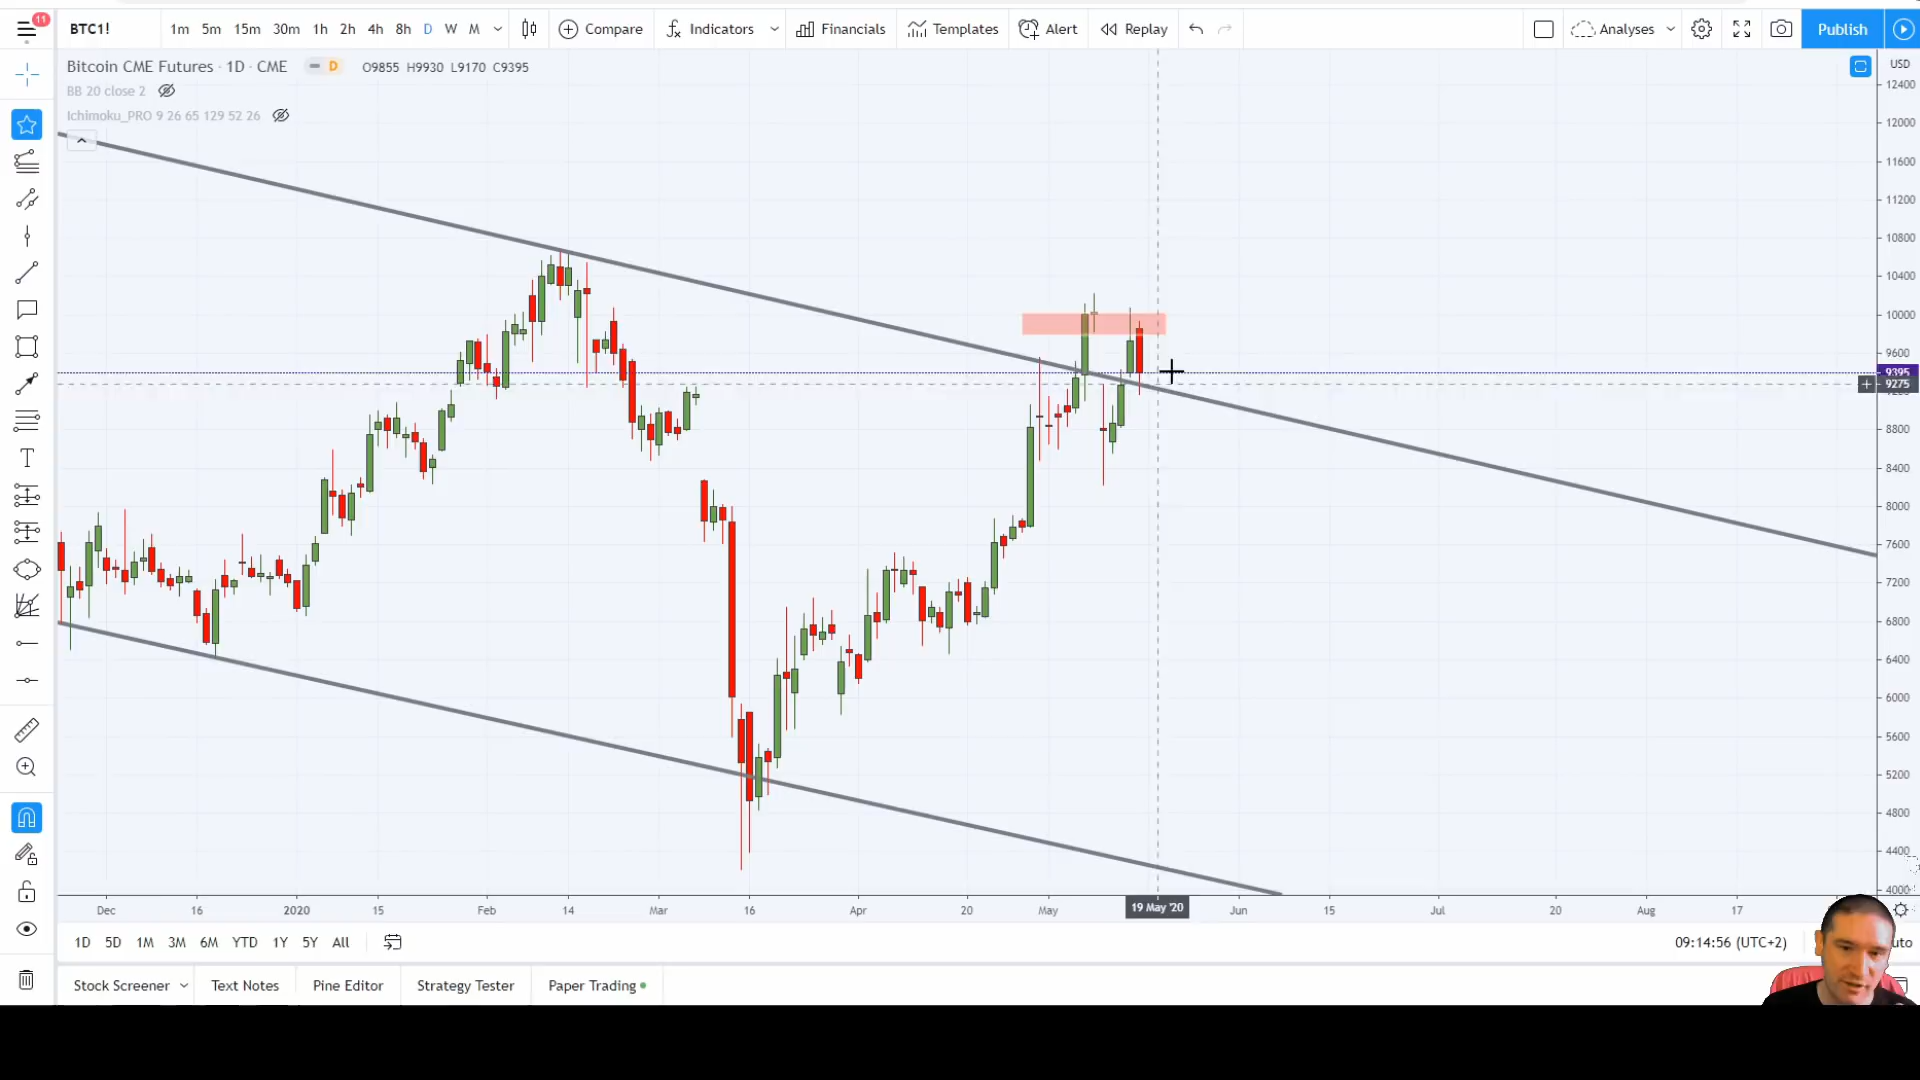 11
BTC1!
1m 5m 15m 30m 1h 2h 4h 8h D W M
Compare
Indicators
Financials
Templates
Alert
Replay
Analyses
Publish
Bitcoin CME Futures · 1D · CME
D
O9855 H9930 L9170 C9395
BB 20 close 2
Ichimoku_PRO 9 26 65 129 52 26
USD
12400
12000
11600
11200
10800
10400
10000
9600
9395
9275
8800
8400
8000
7600
7200
6800
6400
6000
5600
5200
4800
4400
4000
Dec 16 2020 15 Feb 14 Mar 16 Apr 20 May 19 May '20 Jun 15 Jul 20 Aug 17
1D 5D 1M 3M 6M YTD 1Y 5Y All
09:14:56 (UTC+2)
Stock Screener
Text Notes
Pine Editor
Strategy Tester
Paper Trading